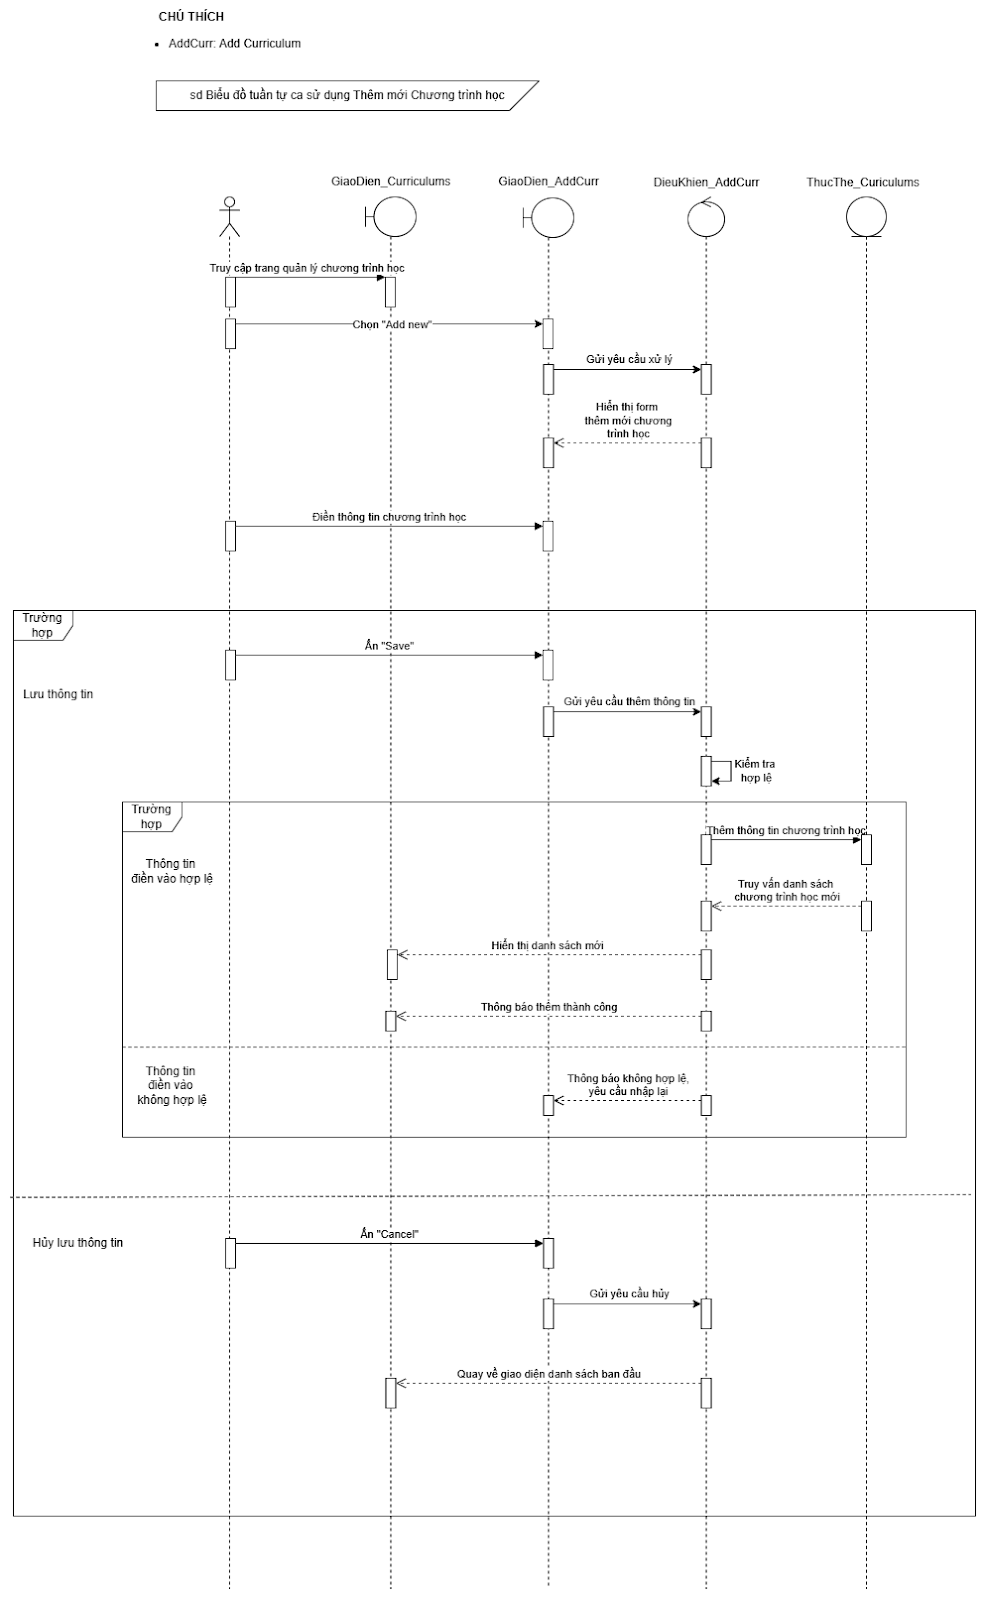 CHÚ THÍCH
AddCurr: Add Curriculum
sd Biểu đồ tuần tự ca sử dụng Thêm mới Chương trình học
GiaoDien_Curriculums
GiaoDien_AddCurr
DieuKhien_AddCurr
ThucThe_Curiculums
Truy cập trang quản lý chương trình học
Chọn "Add new"
Gửi yêu cầu xử lý
Hiển thị form
thêm mới chương
trình học
Điền thông tin chương trình học
Trường
hợp
Ấn "Save"
Lưu thông tin
Gửi yêu cầu thêm thông tin
Kiểm tra
hợp lệ
Trường
hợp
Thêm thông tin chương trình học
Thông tin
điền vào hợp lệ
Truy vấn danh sách
chương trình học mới
Hiển thị danh sách mới
Thông báo thêm thành công
Thông tin
điền vào
không hợp lệ
Thông báo không hợp lệ,
yêu cầu nhập lại
Ấn "Cancel"
Hủy lưu thông tin
Gửi yêu cầu hủy
Quay về giao diện danh sách ban đầu